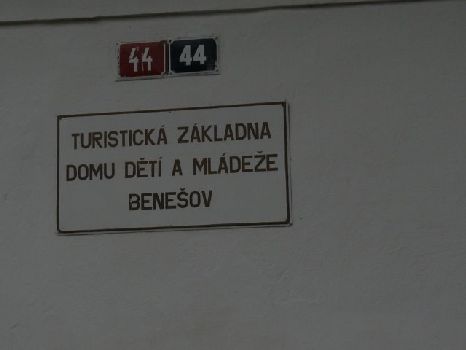 44 44
TURISTICKÁ ZÁKLADNA
DOMU DĚTÍ A MLÁDEŽE
BENEŠOV